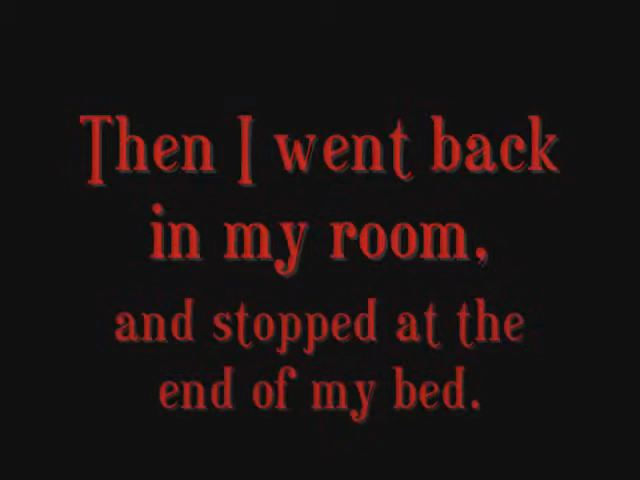 Then I went back
in my room,
and stopped at the
end of my bed.